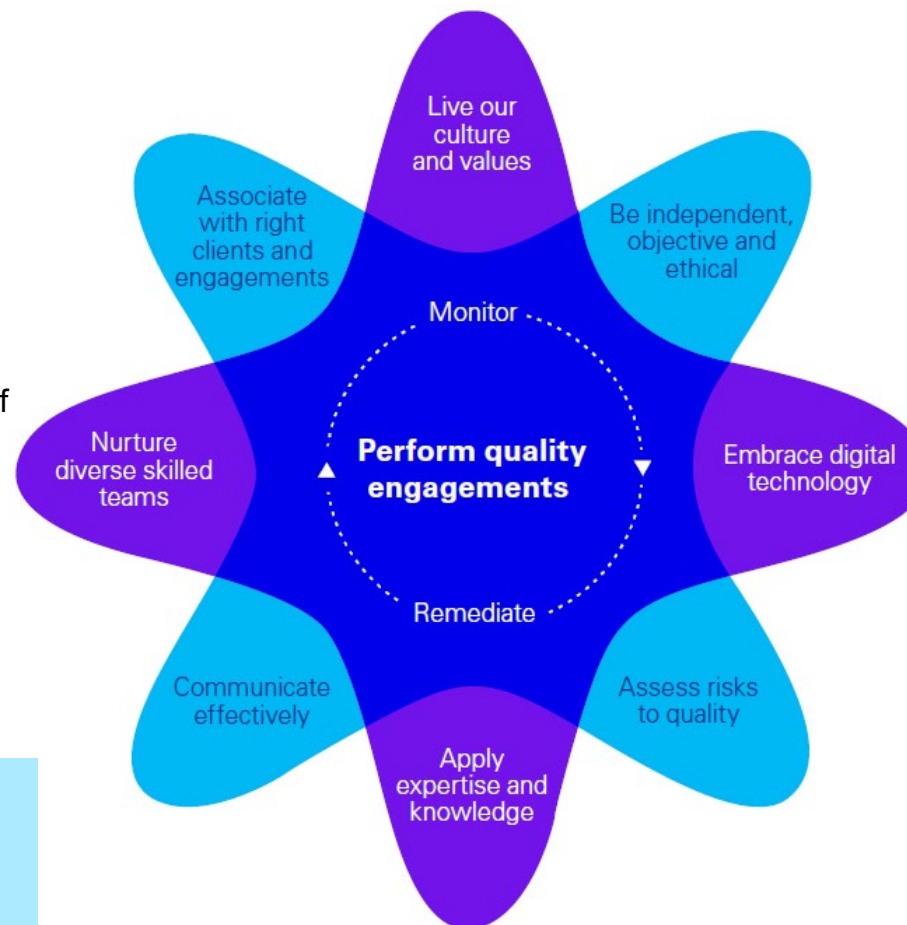 Live our
culture
and values
Be independent,
objective and
ethical
Embrace digital
technology
Assess risks
to quality
Apply
expertise and
knowledge
Communicate
effectively
Nurture
diverse skilled
teams
Associate
with right
clients and
engagements
Monitor
Perform quality
engagements
Remediate
f